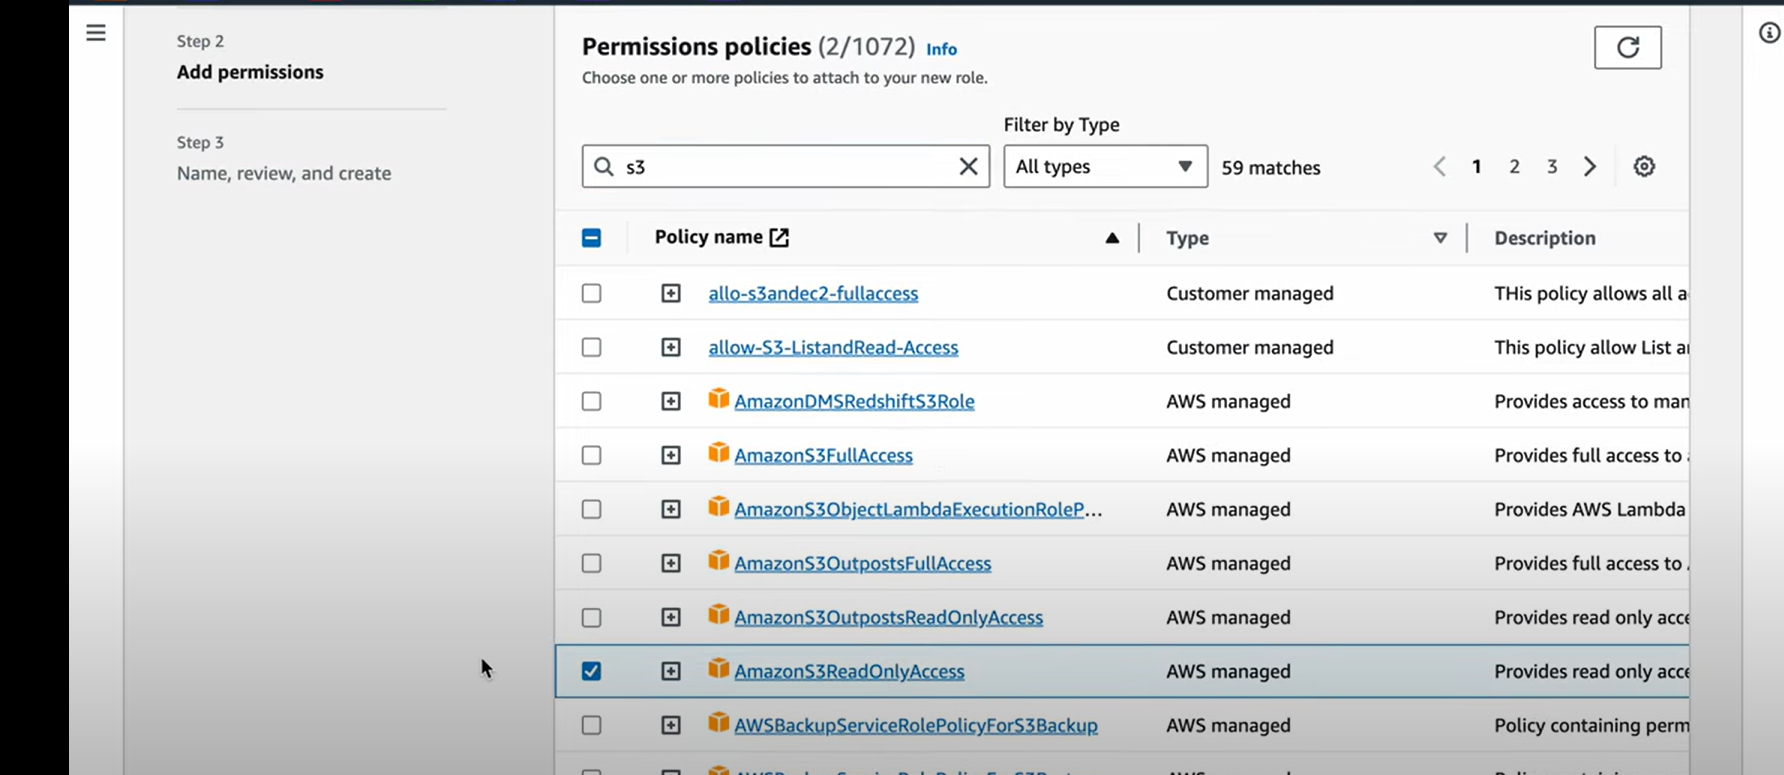 Step 2
Add permissions
Step 3
Name, review, and create
Permissions policies (2/1072) Info
Choose one or more policies to attach to your new role.
Filter by Type
s3
All types
59 matches
1 2 3
Policy name
Type
Description
allo-s3andec2-fullaccess
Customer managed
THis policy allows all a
allow-S3-ListandRead-Access
Customer managed
This policy allow List a
AmazonDMSRedshiftS3Role
AWS managed
Provides access to man
AmazonS3FullAccess
AWS managed
Provides full access to
AmazonS3ObjectLambdaExecutionRoleP...
AWS managed
Provides AWS Lambda
AmazonS3OutpostsFullAccess
AWS managed
Provides full access to
AmazonS3OutpostsReadOnlyAccess
AWS managed
Provides read only acce
AmazonS3ReadOnlyAccess
AWS managed
Provides read only acce
AWSBackupServiceRolePolicyForS3Backup
AWS managed
Policy containing perm